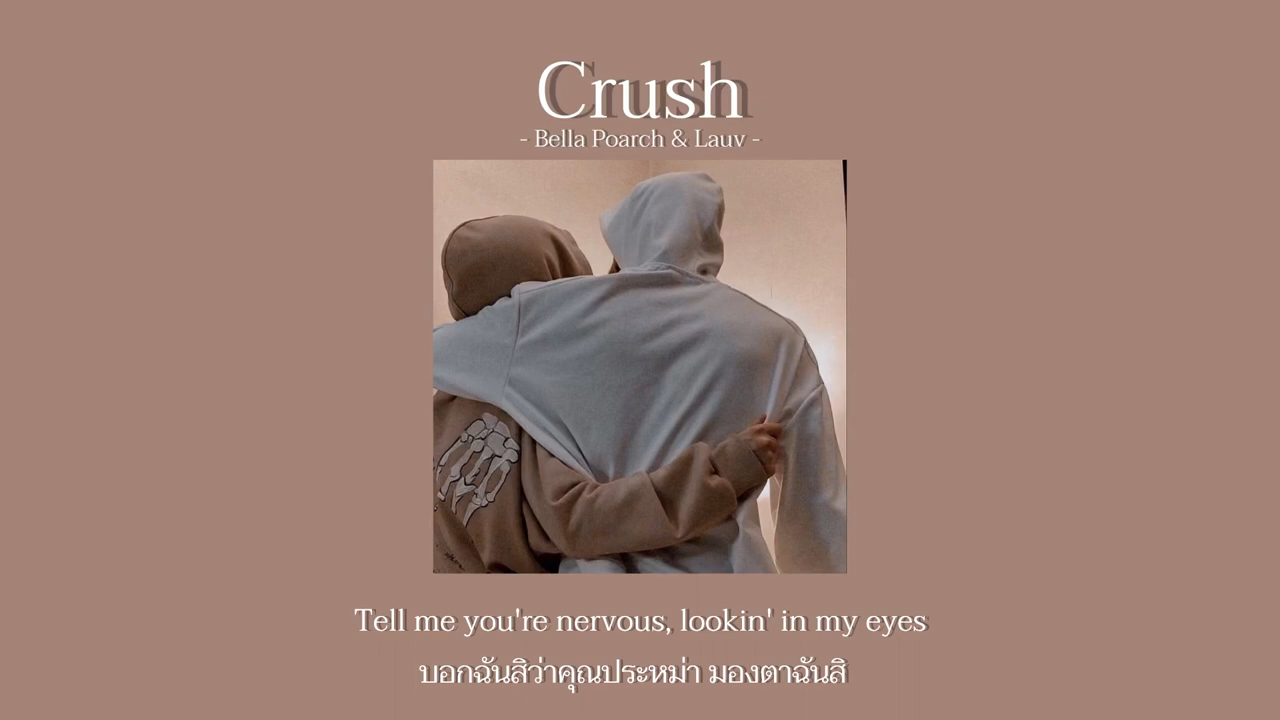 Crush
- Bella Poarch & Lauv -
Tell me you're nervous, lookin' in my eyes
บอกฉันสิว่าคุณประหม่า มองตาฉันสิ